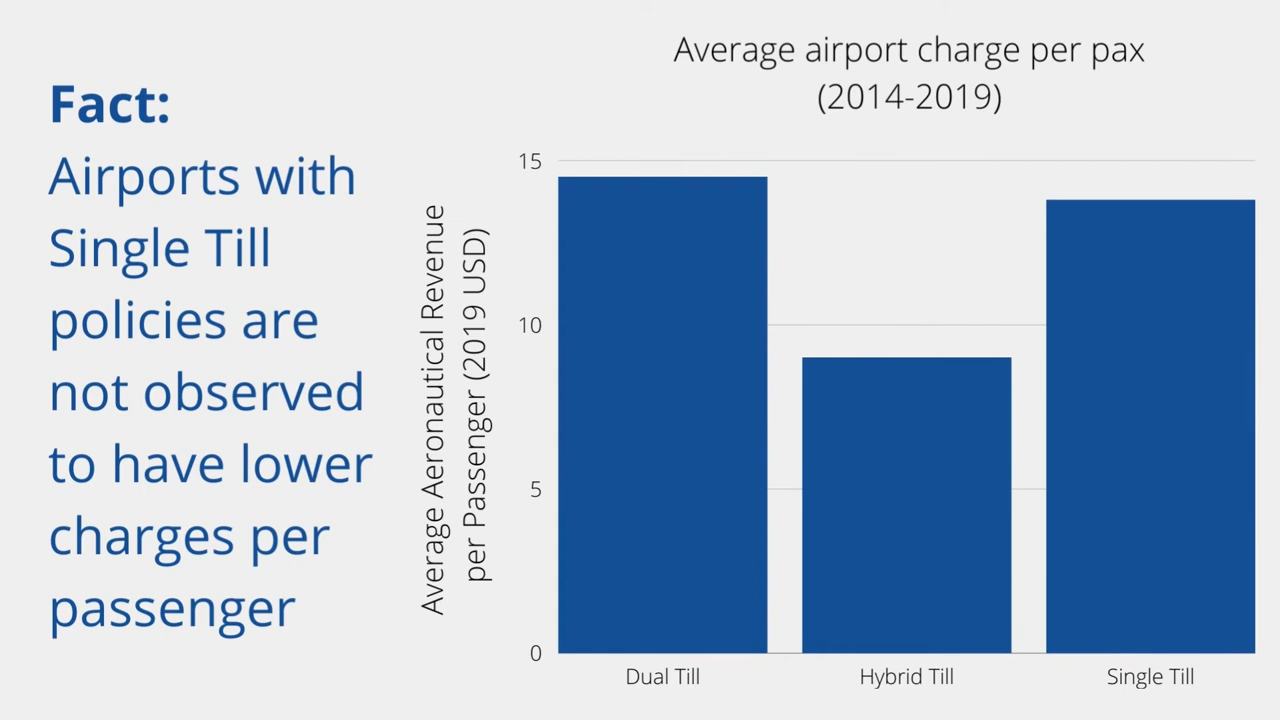 Fact:
Airports with
Single Till
policies are
not observed
to have lower
charges per
passenger
Average airport charge per pax
(2014-2019)
Average Aeronautical Revenue
per Passenger (2019 USD)
15
10
5
0
Dual Till
Hybrid Till
Single Till